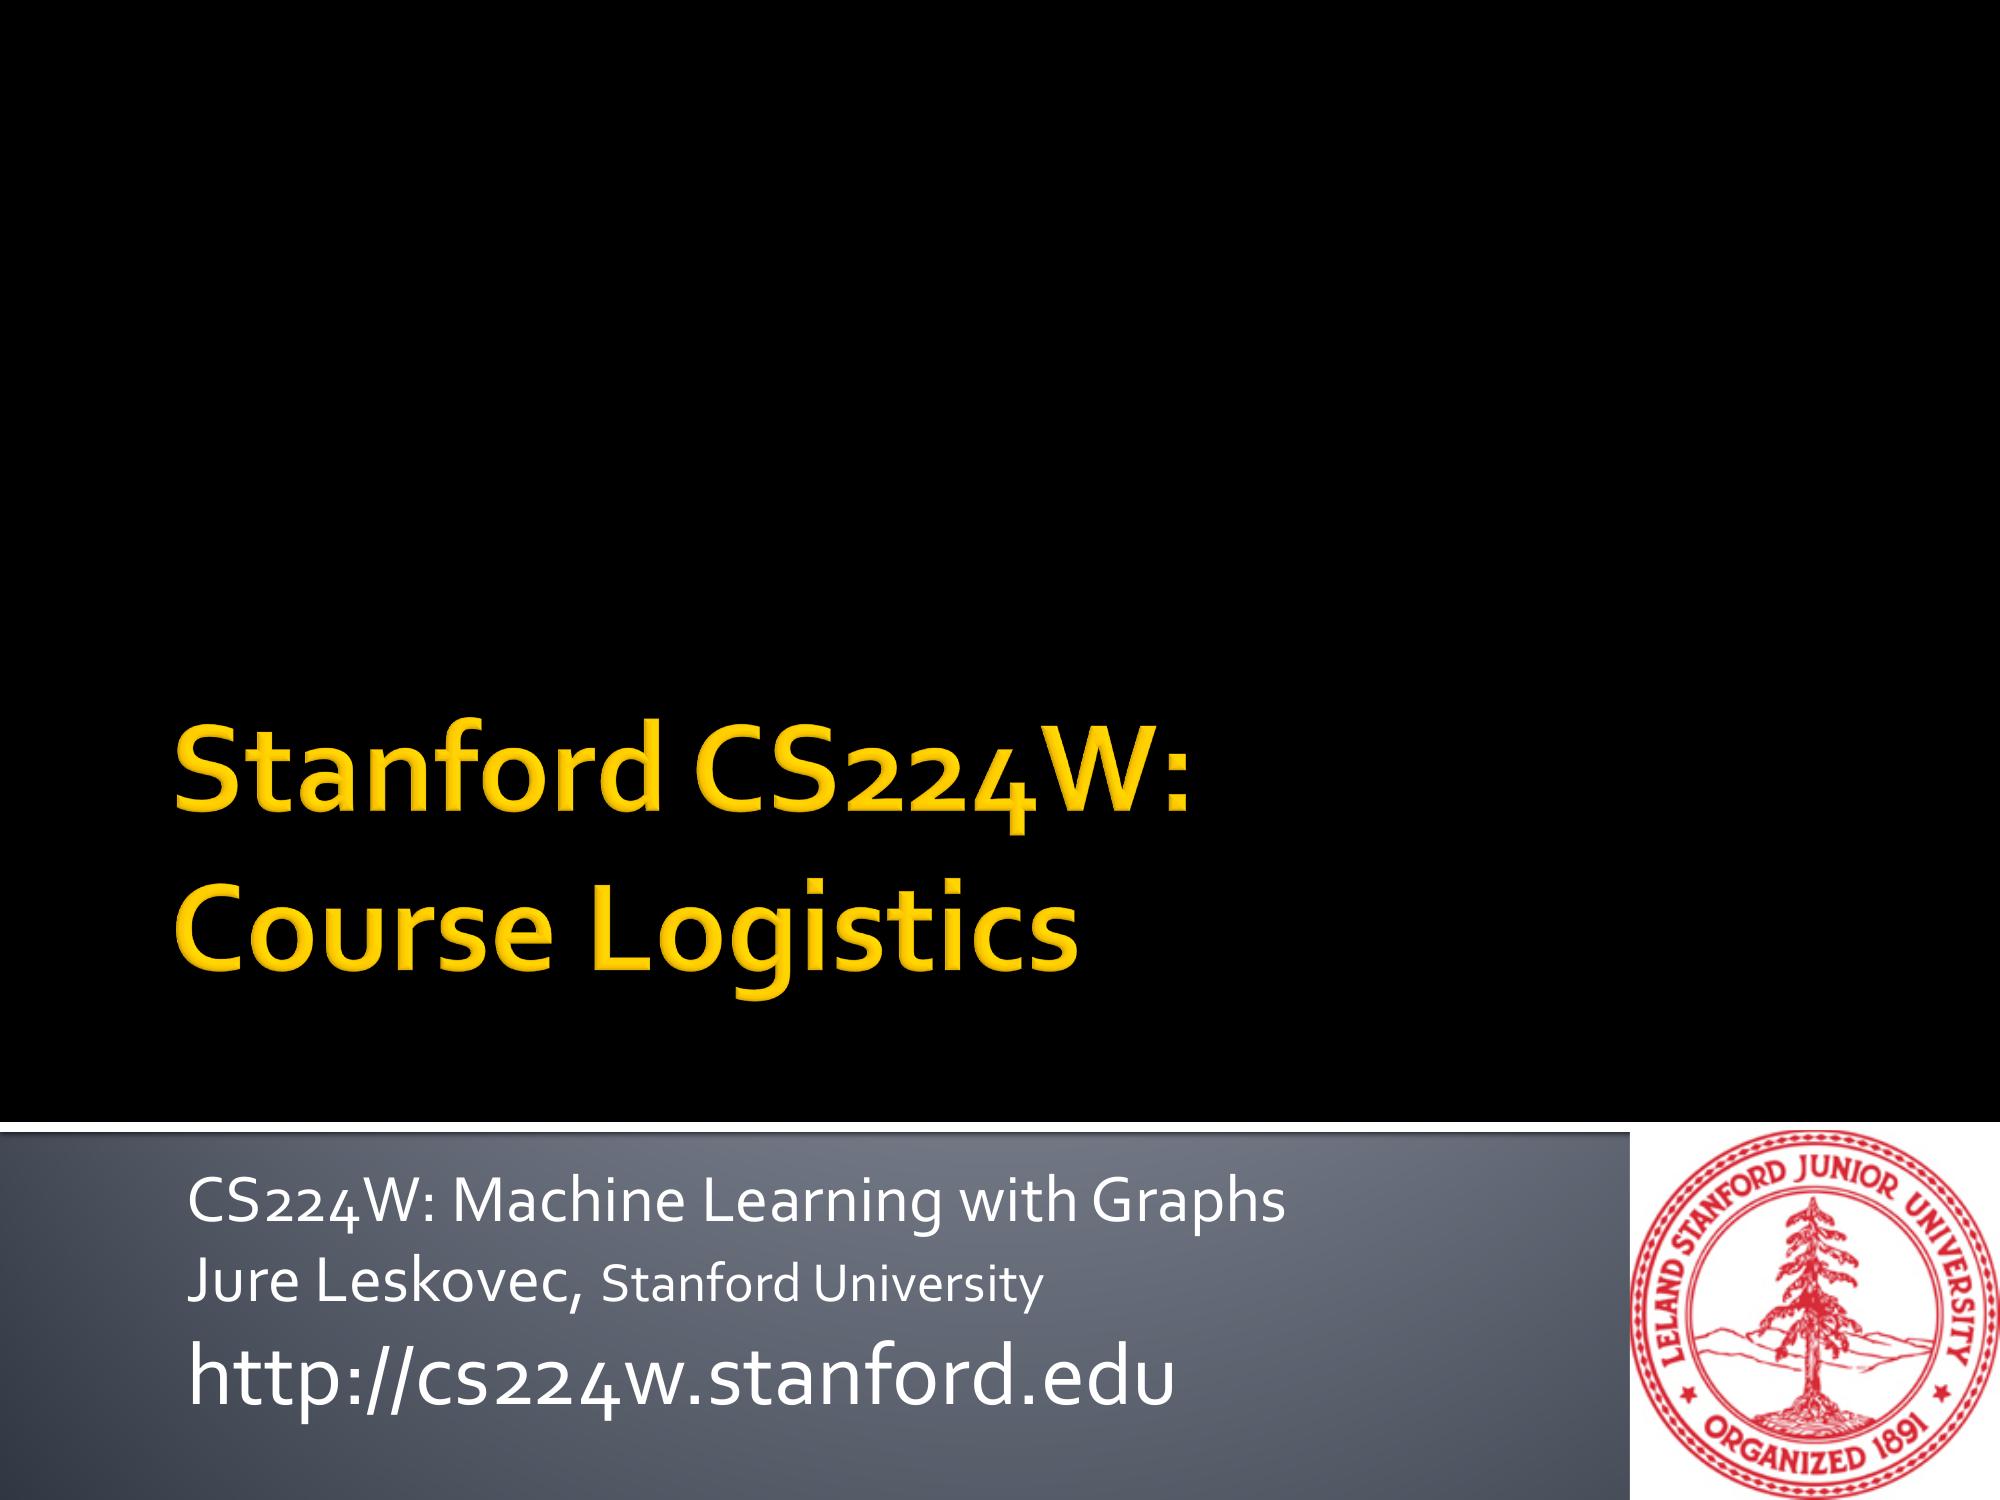 Stanford CS224W:
Course Logistics
CS224W: Machine Learning with Graphs
Jure Leskovec, Stanford University
http://cs224w.stanford.edu
LELAND STANFORD JUNIOR UNIVERSITY
ORGANIZED 1891